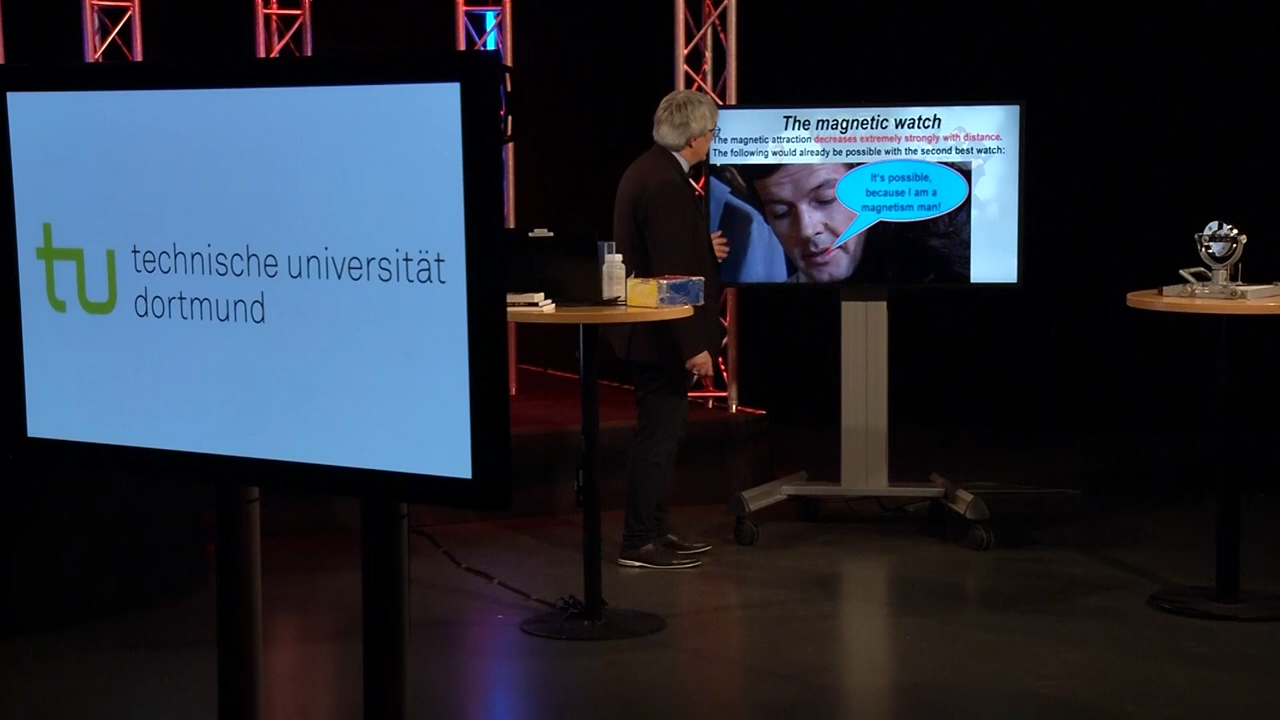 tu technische universität
dortmund
The magnetic watch
The magnetic attraction decreases extremely strongly with distance.
The following would already be possible with the second best watch:
It's possible,
because I am a
magnetism man!